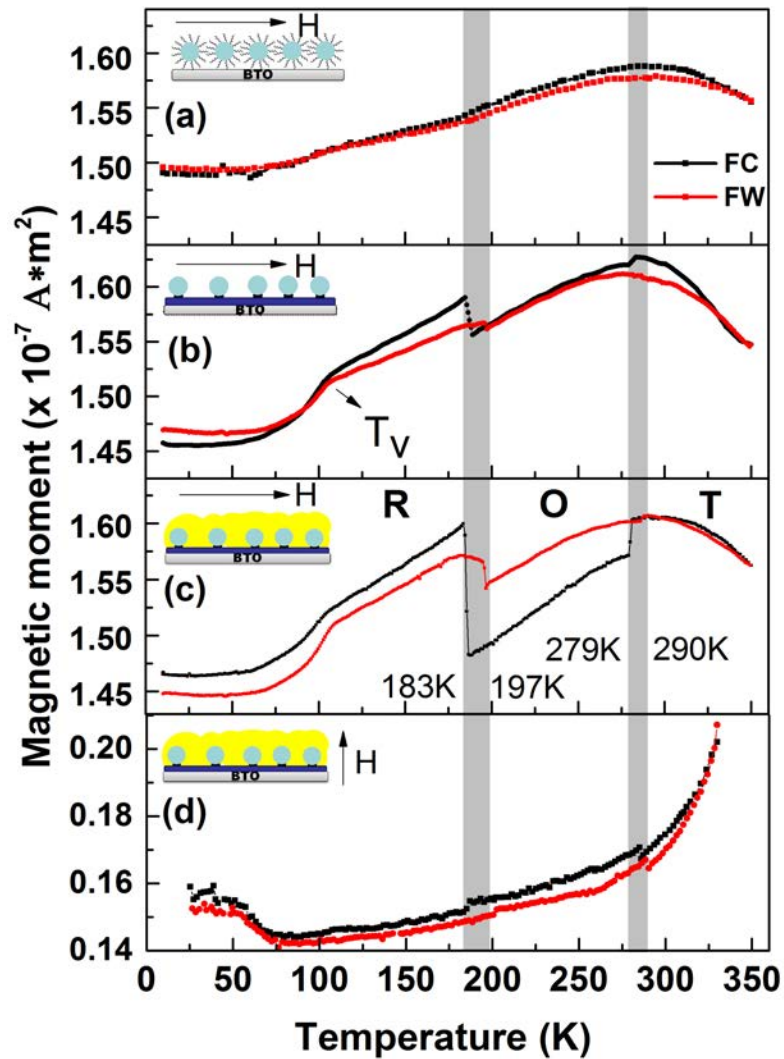 H
BTO
(a)
1.60
1.55
1.50
1.45
FC
FW
H
BTO
(b)
1.60
1.55
1.50
1.45
T_V
H
BTO
(c)
R O T
1.60
1.55
1.50
1.45
183K 197K 279K 290K
H
BTO
(d)
0.20
0.18
0.16
0.14
0 50 100 150 200 250 300 350
Temperature (K)
Magnetic moment (x 10⁻⁷ A*m²)